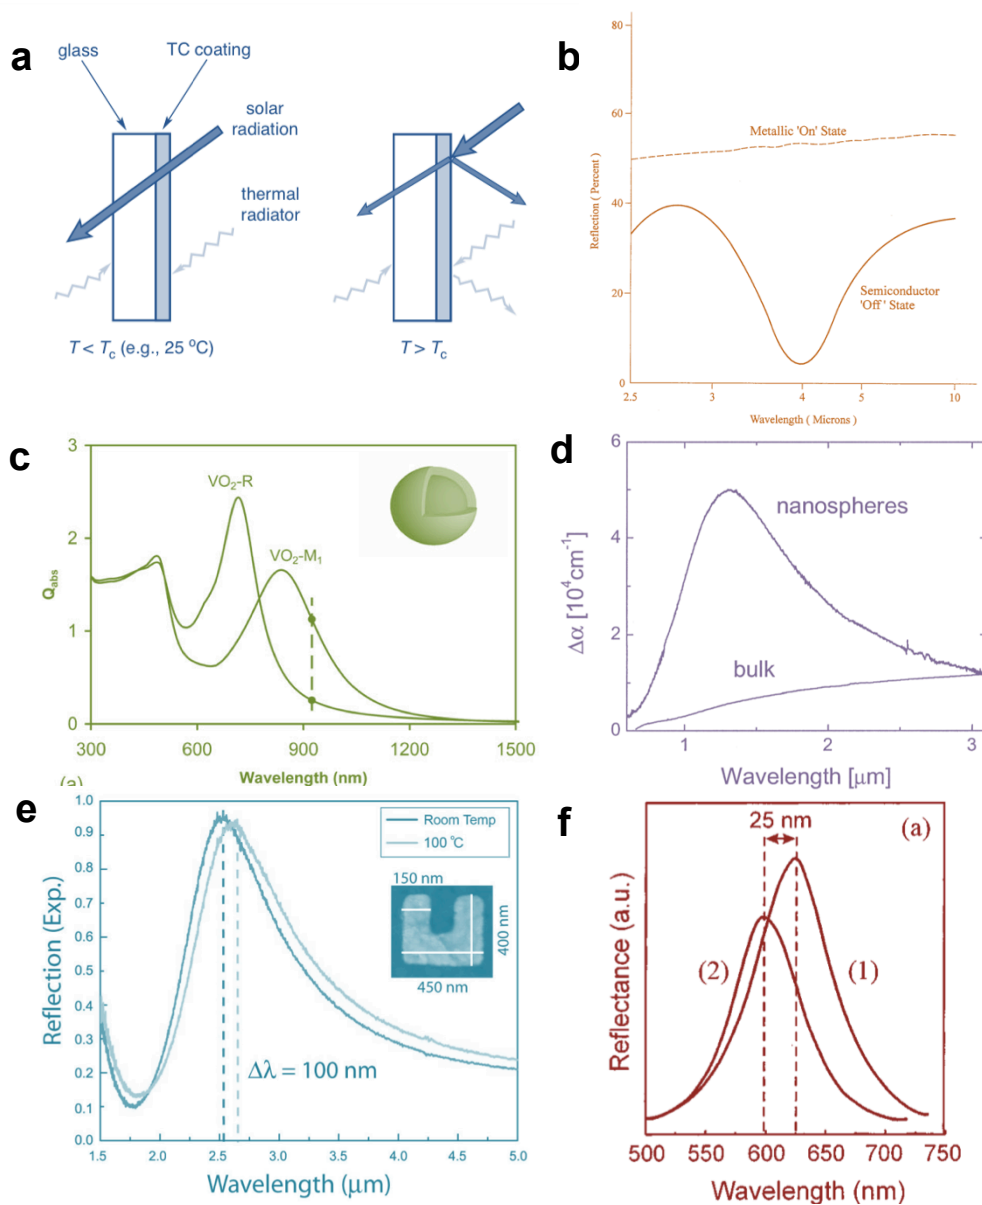 a
glass
TC coating
solar
radiation
thermal
radiator
T < Tc (e.g., 25 °C)
T > Tc
b
80
60
40
20
0
Reflection ( Percent )
Metallic 'On' State
Semiconductor
'Off' State
2.5
3
4
5
10
Wavelength ( Microns )
c
3
2
1
0
Qabs
VO2-R
VO2-M1
300
600
900
1200
1500
Wavelength (nm)
(a)
d
6
4
2
0
Δα [10⁴cm⁻¹]
nanospheres
bulk
1
2
3
Wavelength [μm]
e
1.0
0.9
0.8
0.7
0.6
0.5
0.4
0.3
0.2
0.1
0.0
Reflection (Exp.)
Room Temp
100 °C
150 nm
400 nm
450 nm
Δλ = 100 nm
1.5
2.0
2.5
3.0
3.5
4.0
4.5
5.0
Wavelength (μm)
f
25 nm
(a)
Reflectance (a.u.)
(2)
(1)
500
550
600
650
700
750
Wavelength (nm)